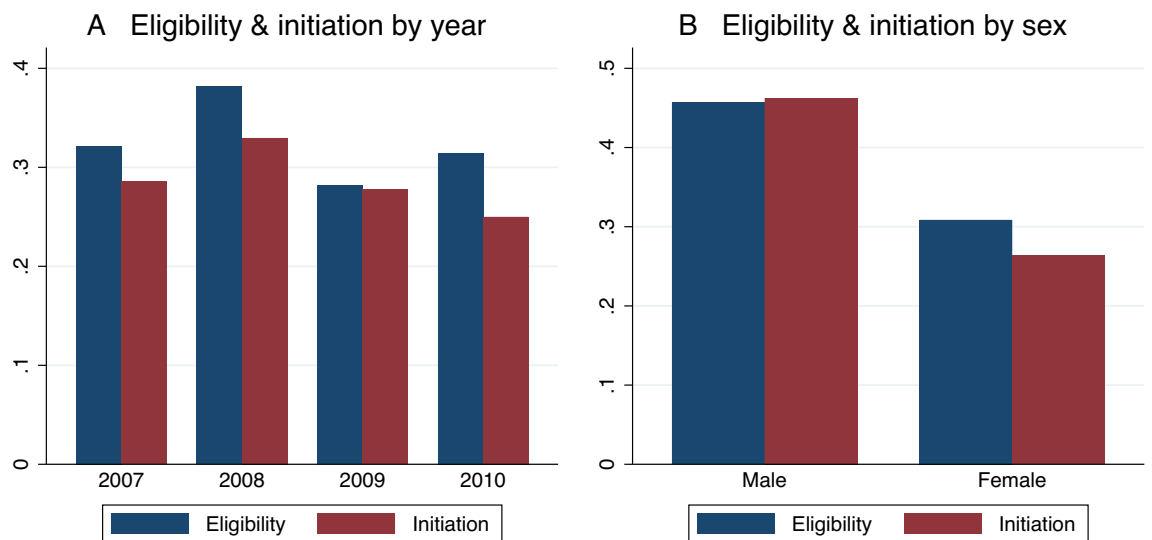 A Eligibility & initiation by year
.4
.3
.2
.1
0
2007 2008 2009 2010
Eligibility Initiation
B Eligibility & initiation by sex
.5
.4
.3
.2
.1
0
Male Female
Eligibility Initiation